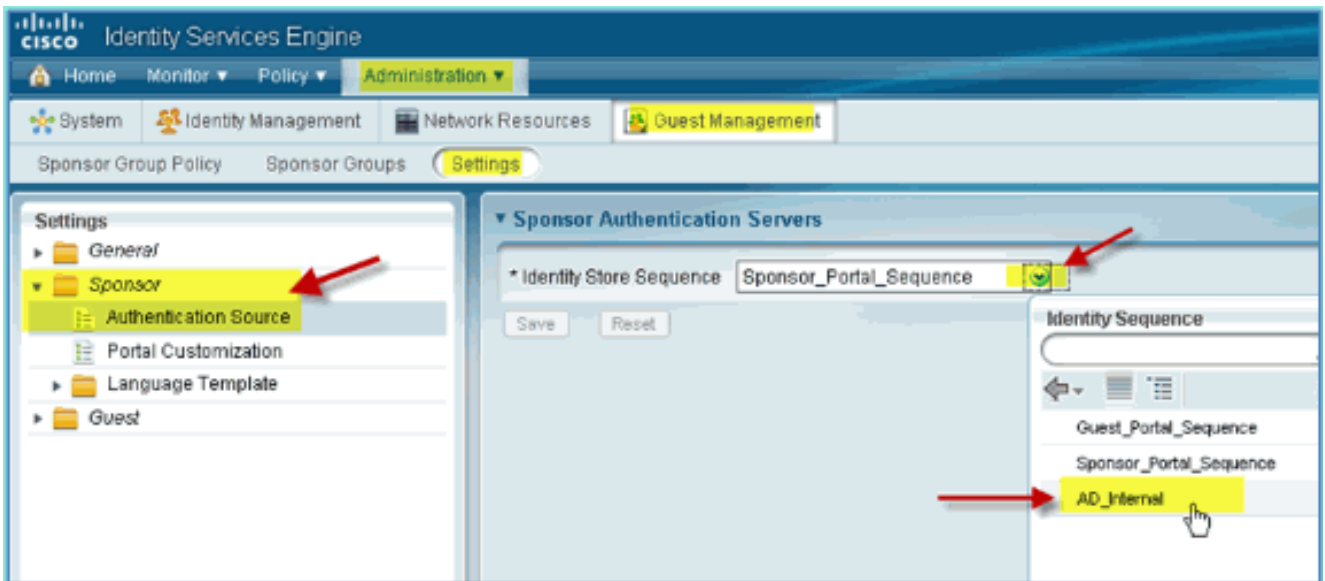 CISCO Identity Services Engine
Home Monitor ▾ Policy ▾ Administration ▾
System Identity Management Network Resources Guest Management
Sponsor Group Policy Sponsor Groups Settings
Settings
General
Sponsor
Authentication Source
Portal Customization
Language Template
Guest
Sponsor Authentication Servers
* Identity Store Sequence Sponsor_Portal_Sequence
Save Reset
Identity Sequence
Guest_Portal_Sequence
Sponsor_Portal_Sequence
AD_Internal